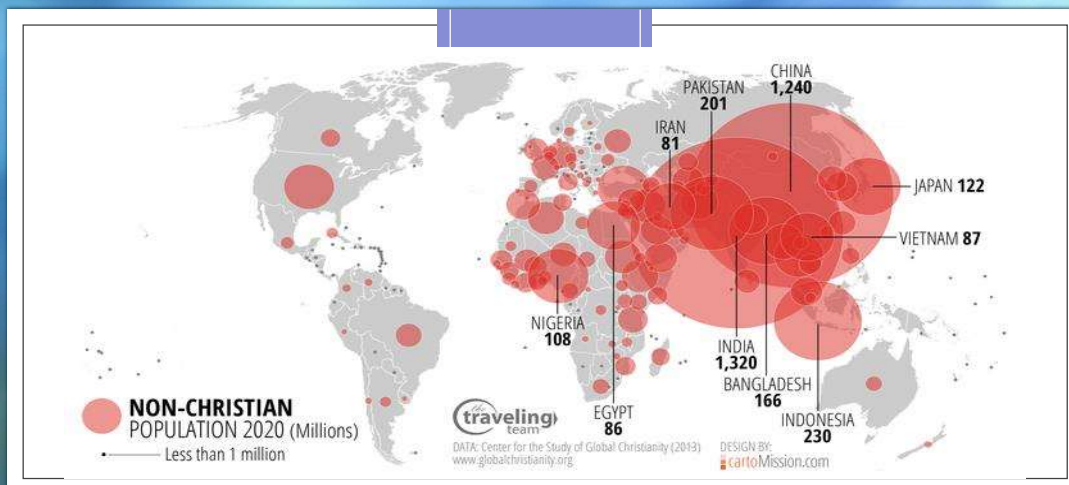 CHINA
1,240
PAKISTAN
201
IRAN
81
JAPAN 122
VIETNAM 87
NIGERIA
108
INDIA
1,320
BANGLADESH
166
EGYPT
86
INDONESIA
230
NON-CHRISTIAN
POPULATION 2020 (Millions)
Less than 1 million
the
traveling
team
DATA: Center for the Study of Global Christianity (2013)
www.globalchristianity.org
DESIGN BY:
cartoMission.com